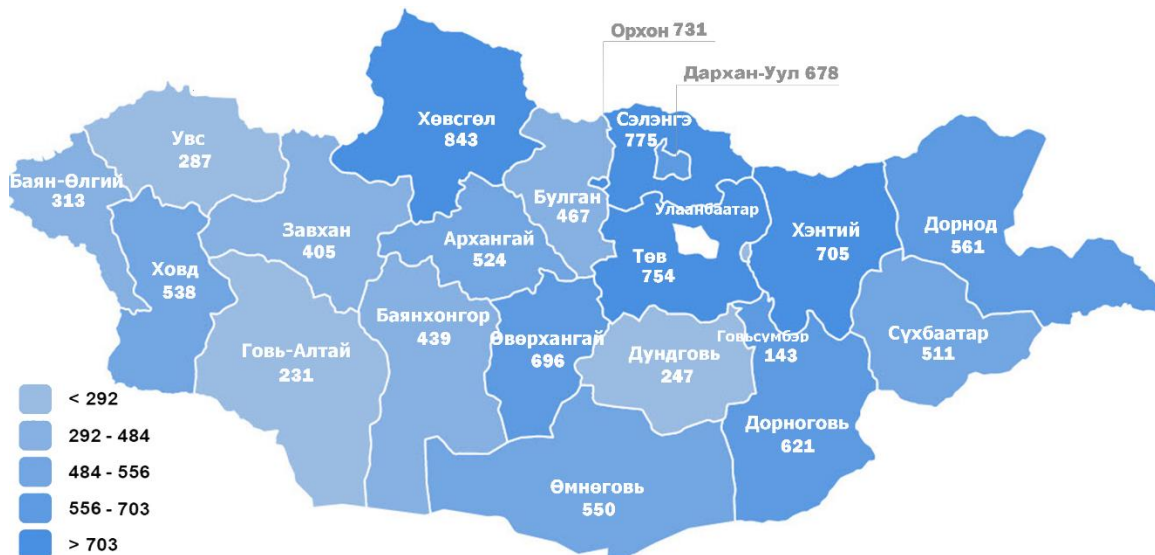 Орхон 731
Дархан-Уул 678
Хөвсгөл
843
Сэлэнгэ
775
Увс
287
Баян-Өлгий
313
Булган
467
Улаанбаатар
Завхан
405
Архангай
524
Хэнтий
705
Дорнод
561
Ховд
538
Төв
754
Баянхонгор
439
Өвөрхангай
696
Говьсүмбэр
143
Сүхбаатар
511
Говь-Алтай
231
Дундговь
247
Дорноговь
621
Өмнөговь
550
< 292
292 - 484
484 - 556
556 - 703
> 703